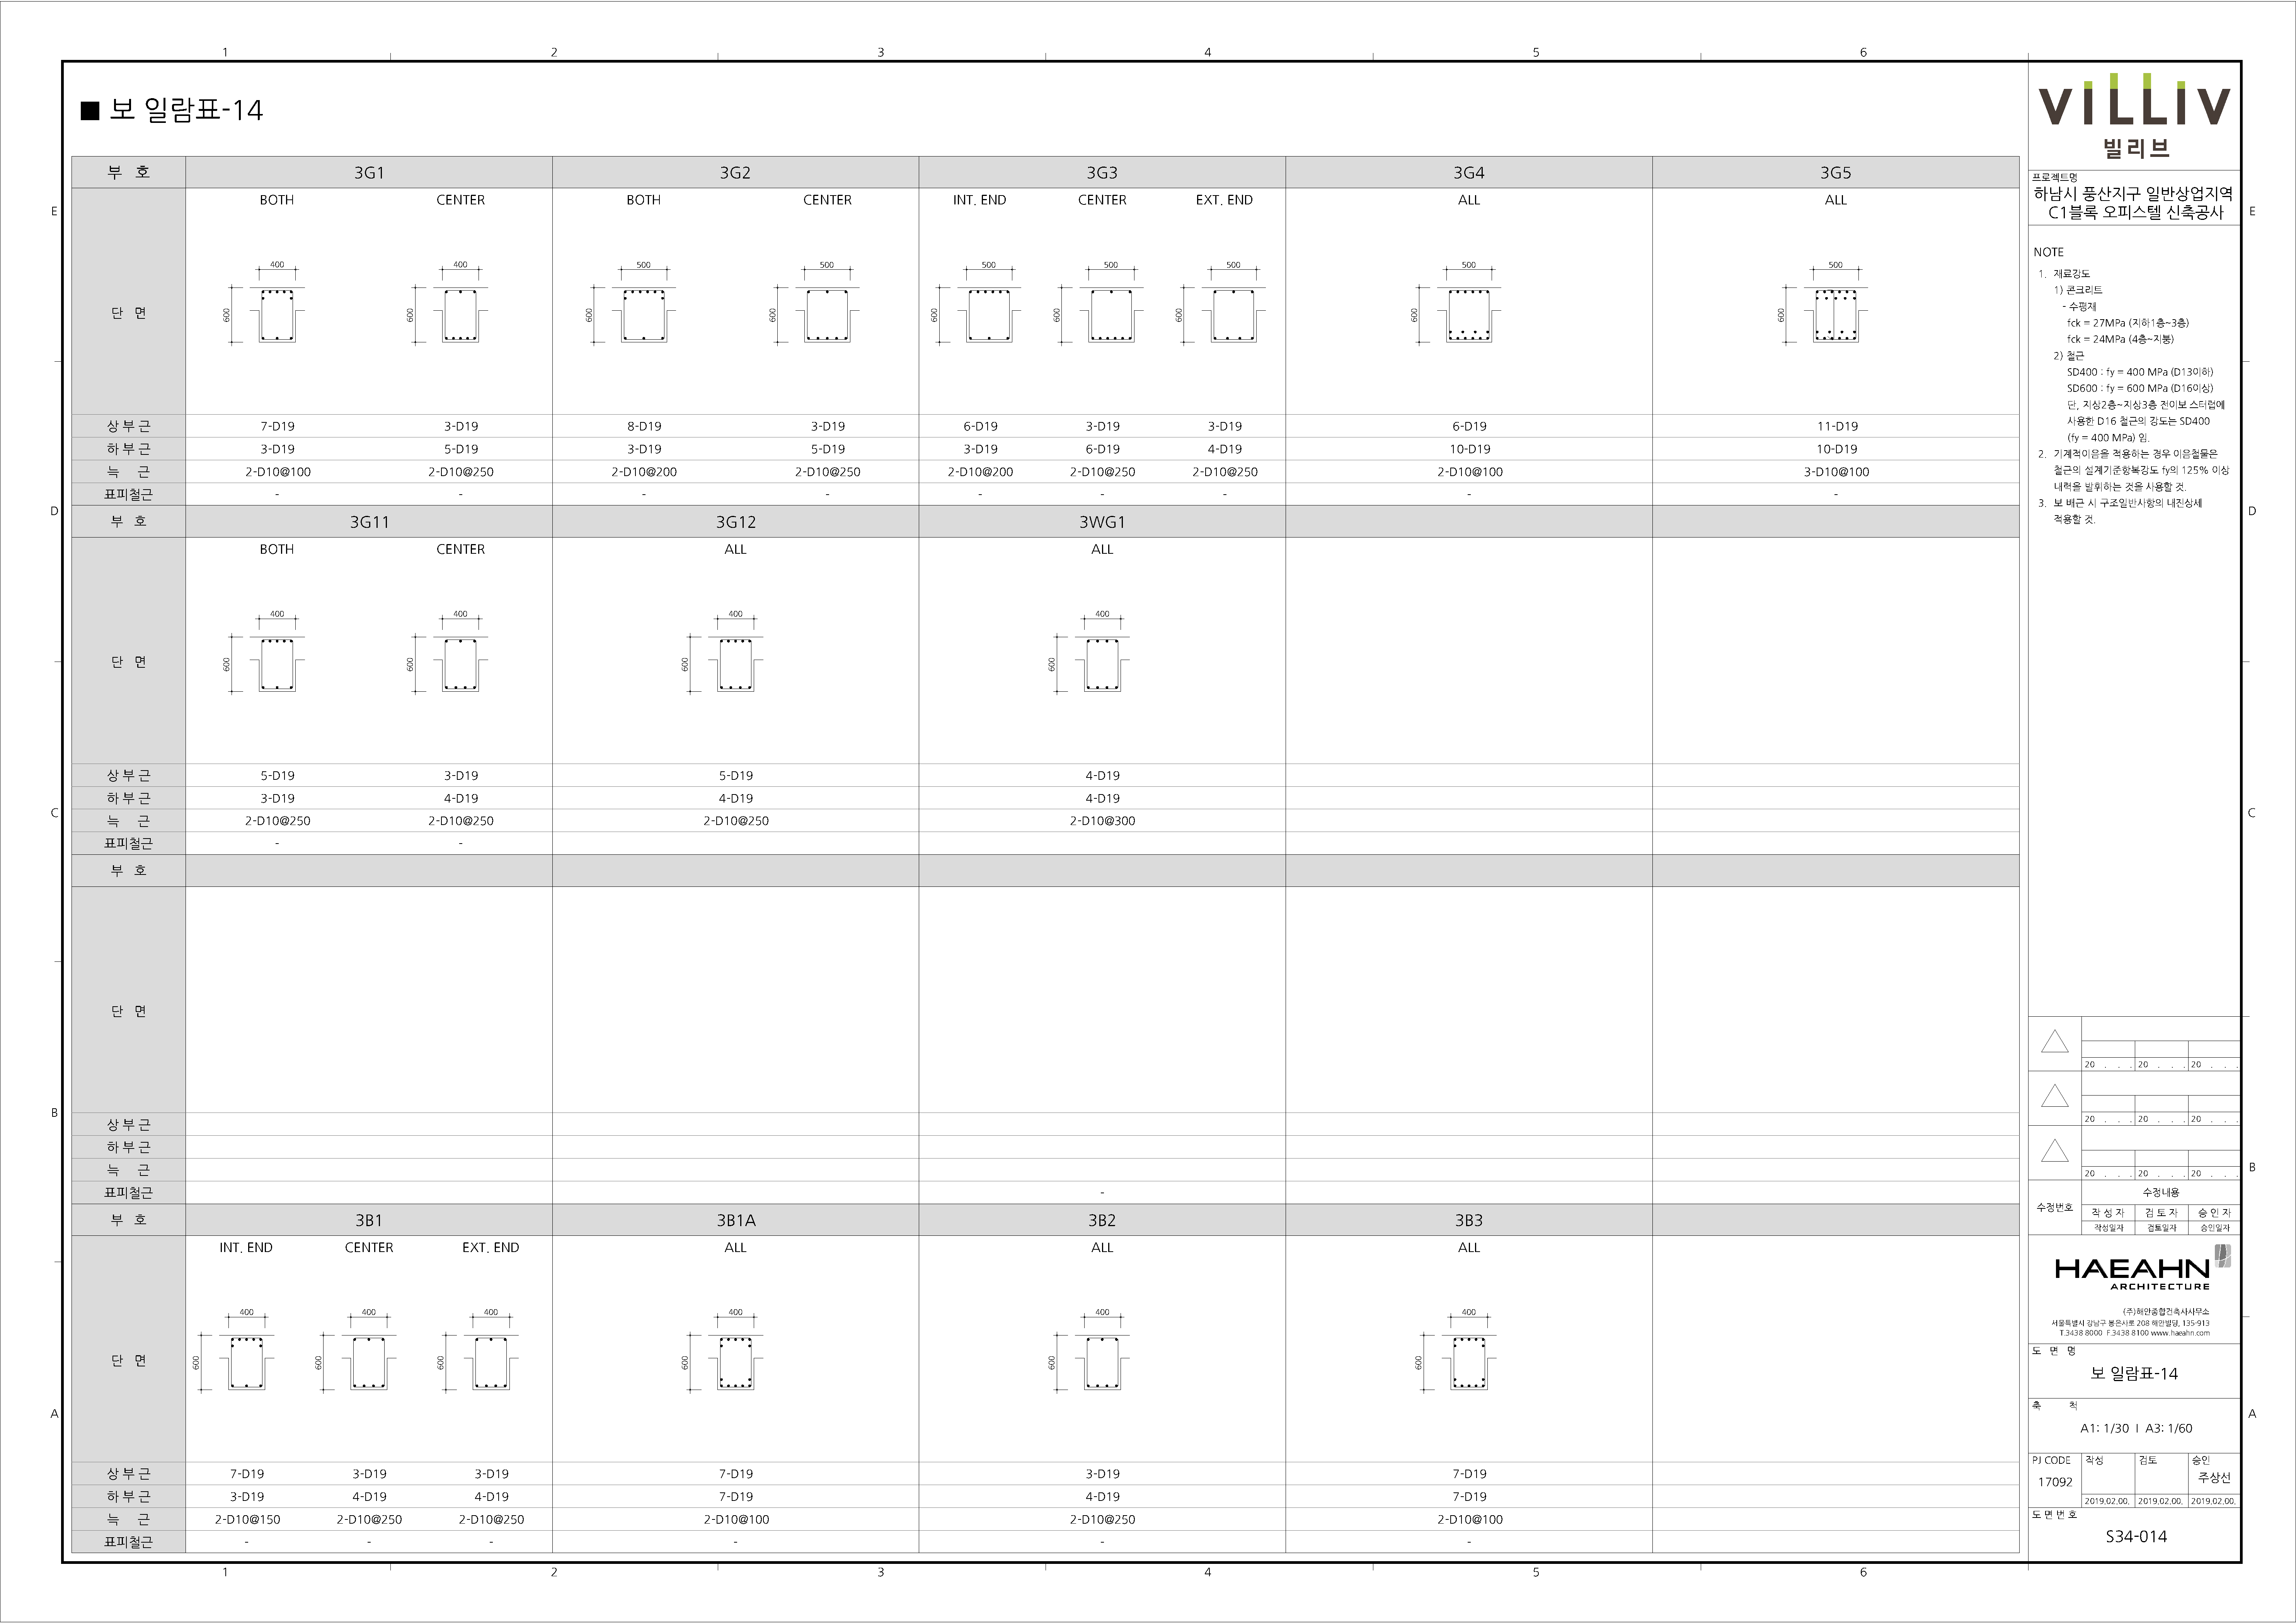 1 2 3 4 5 6
■ 보 일람표-14
부 호 3G1 3G2 3G3 3G4 3G5
BOTH CENTER BOTH CENTER INT. END CENTER EXT. END ALL ALL
400 400 500 500 500 500 500 500 500
단 면 600 600 600 600 600 600 600 600 600
상부근 7-D19 3-D19 8-D19 3-D19 6-D19 3-D19 3-D19 6-D19 11-D19
하부근 3-D19 5-D19 3-D19 5-D19 3-D19 6-D19 4-D19 10-D19 10-D19
늑 근 2-D10@100 2-D10@250 2-D10@200 2-D10@250 2-D10@200 2-D10@250 2-D10@250 2-D10@100 3-D10@100
표피철근 - - - - - - - - -
부 호 3G11 3G12 3WG1
BOTH CENTER ALL ALL
400 400 400 400
단 면 600 600 600 600
상부근 5-D19 3-D19 5-D19 4-D19
하부근 3-D19 4-D19 4-D19 4-D19
늑 근 2-D10@250 2-D10@250 2-D10@250 2-D10@300
표피철근 - -
부 호
단 면
상부근
하부근
늑 근
표피철근 -
부 호 3B1 3B1A 3B2 3B3
INT. END CENTER EXT. END ALL ALL ALL
400 400 400 400 400 400
단 면 600 600 600 600 600 600
상부근 7-D19 3-D19 3-D19 7-D19 3-D19 7-D19
하부근 3-D19 4-D19 4-D19 7-D19 4-D19 7-D19
늑 근 2-D10@150 2-D10@250 2-D10@250 2-D10@100 2-D10@250 2-D10@100
표피철근 - - - - - -
1 2 3 4 5 6
E
D
C
B
A
E
D
C
B
A
VILLIV
빌리브
프로젝트명
하남시 풍산지구 일반상업지역
C1블록 오피스텔 신축공사
NOTE
1. 재료강도
1) 콘크리트
- 수평재
fck = 27MPa (지하1층~3층)
fck = 24MPa (4층~지붕)
2) 철근
SD400 : fy = 400 MPa (D13이하)
SD600 : fy = 600 MPa (D16이상)
단, 지상2층~지상3층 전이보 스터럽에
사용한 D16 철근의 강도는 SD400
(fy = 400 MPa) 임.
2. 기계적이음을 적용하는 경우 이음철물은
철근의 설계기준항복강도 fy의 125% 이상
내력을 발휘하는 것을 사용할 것.
3. 보 배근 시 구조일반사항의 내진상세
적용할 것.
20 . . . 20 . . . 20 . . .
20 . . . 20 . . . 20 . . .
20 . . . 20 . . . 20 . . .
수정번호 수정내용
작 성 자 검 토 자 승 인 자
작성일자 검토일자 승인일자
HAEAHN
ARCHITECTURE
(주)해안종합건축사사무소
서울특별시 강남구 봉은사로 208 해안빌딩, 135-913
T.3438 8000 F.3438 8100 www.haeahn.com
도 면 명
보 일람표-14
축 척
A1: 1/30 I A3: 1/60
PJ CODE 작성 검토 승인
17092 주상선
2019.02.00. 2019.02.00. 2019.02.00.
도면번호
S34-014